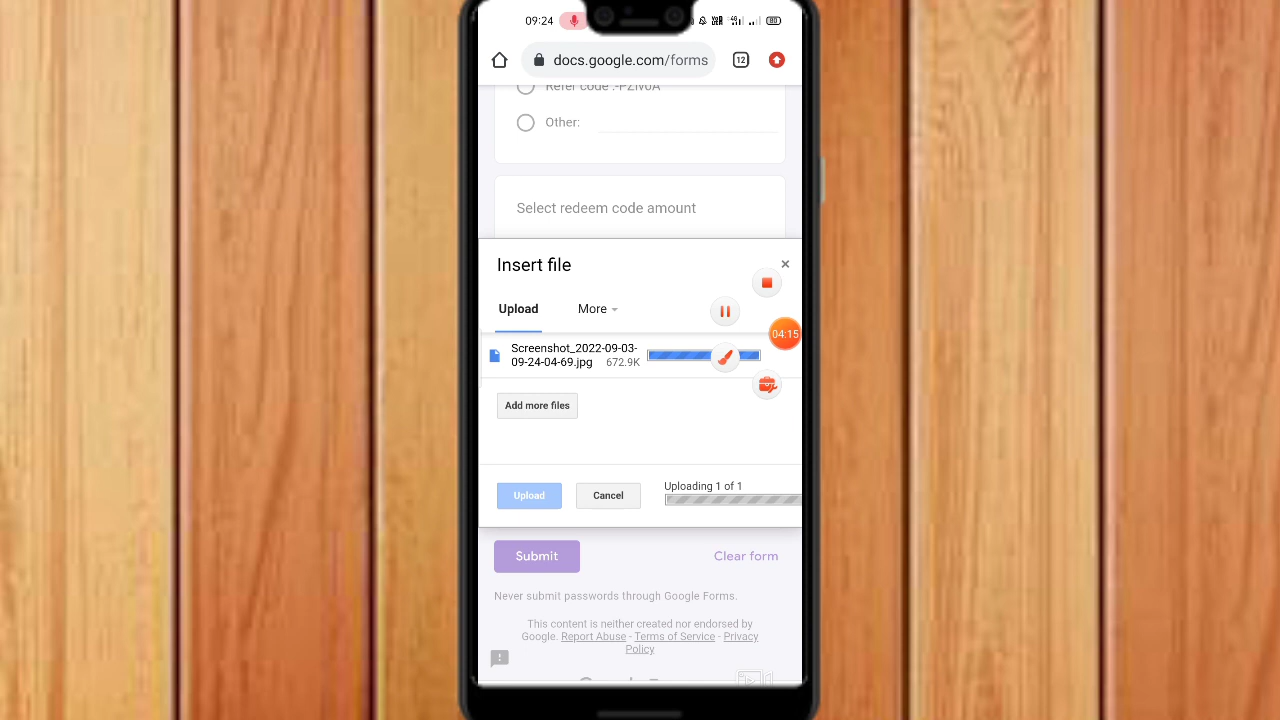 09:24
docs.google.com/forms
12
Refer code :-PZIV0A
Other:
Select redeem code amount
Insert file
×
Upload
More
04:15
Screenshot_2022-09-03-
09-24-04-69.jpg 672.9K
Add more files
Upload
Cancel
Uploading 1 of 1
Submit
Clear form
Never submit passwords through Google Forms.
This content is neither created nor endorsed by
Google. Report Abuse - Terms of Service - Privacy
Policy